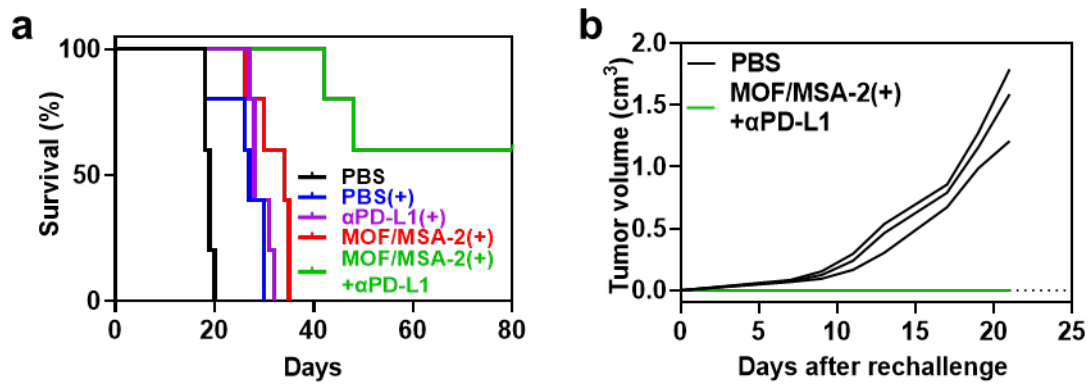 a
Survival (%)
100
50
0
0 20 40 60 80
Days
PBS
PBS(+)
αPD-L1(+)
MOF/MSA-2(+)
MOF/MSA-2(+)
+αPD-L1
b
Tumor volume (cm³)
2.0
1.5
1.0
0.5
0.0
0 5 10 15 20 25
Days after rechallenge
PBS
MOF/MSA-2(+)
+αPD-L1